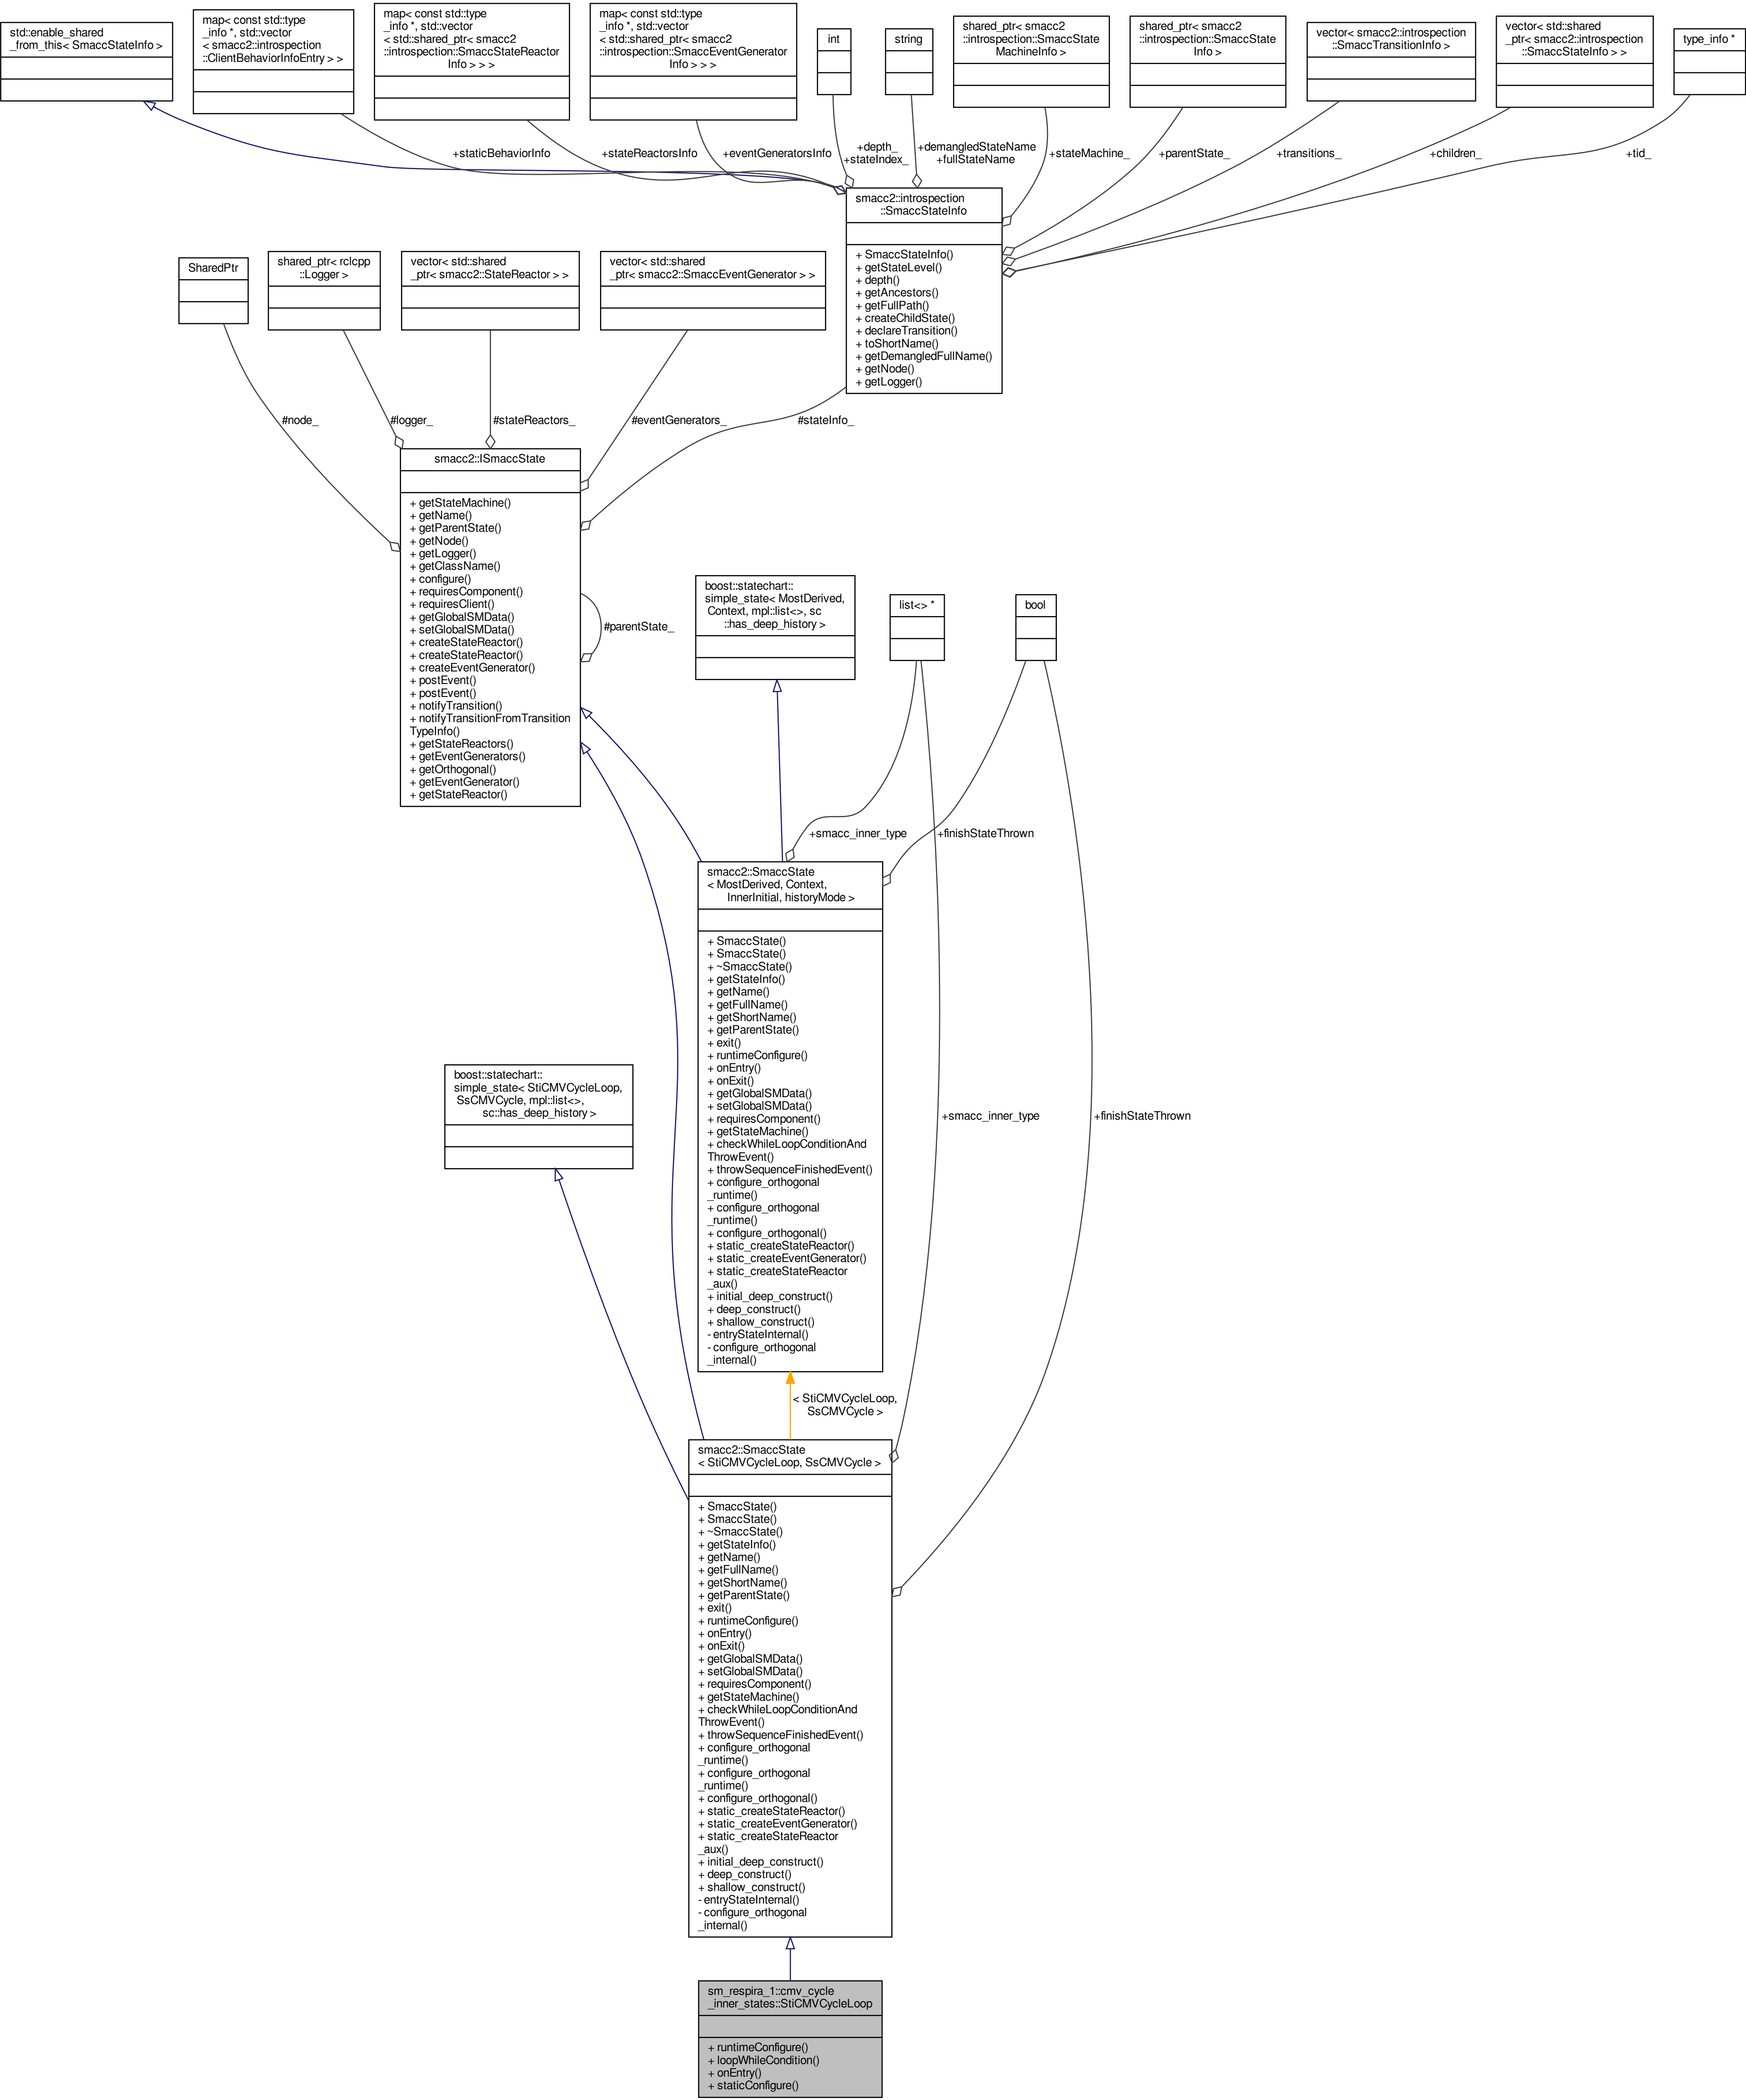 std::enable_shared
_from_this< SmaccStateInfo >
map< const std::type
_info *, std::vector
< smacc2::introspection
::ClientBehaviorInfoEntry > >
map< const std::type
_info *, std::vector
< std::shared_ptr< smacc2
::introspection::SmaccStateReactor
Info > > >
map< const std::type
_info *, std::vector
< std::shared_ptr< smacc2
::introspection::SmaccEventGenerator
Info > > >
int
string
shared_ptr< smacc2
::introspection::SmaccState
MachineInfo >
shared_ptr< smacc2
::introspection::SmaccState
Info >
vector< smacc2::introspection
::SmaccTransitionInfo >
vector< std::shared
_ptr< smacc2::introspection
::SmaccStateInfo > >
type_info *
+staticBehaviorInfo
+stateReactorsInfo
+eventGeneratorsInfo
+depth_
+stateIndex_
+demangledStateName
+fullStateName
+stateMachine_
+parentState_
+transitions_
+children_
+tid_
smacc2::introspection
::SmaccStateInfo
+ SmaccStateInfo()
+ getStateLevel()
+ depth()
+ getAncestors()
+ getFullPath()
+ createChildState()
+ declareTransition()
+ toShortName()
+ getDemangledFullName()
+ getNode()
+ getLogger()
SharedPtr
shared_ptr< rclcpp
::Logger >
vector< std::shared
_ptr< smacc2::StateReactor > >
vector< std::shared
_ptr< smacc2::SmaccEventGenerator > >
#node_
#logger_
#stateReactors_
#eventGenerators_
#stateInfo_
smacc2::ISmaccState
+ getStateMachine()
+ getName()
+ getParentState()
+ getNode()
+ getLogger()
+ getClassName()
+ configure()
+ requiresComponent()
+ requiresClient()
+ getGlobalSMData()
+ setGlobalSMData()
+ createStateReactor()
+ createStateReactor()
+ createEventGenerator()
+ postEvent()
+ postEvent()
+ notifyTransition()
+ notifyTransitionFromTransition
TypeInfo()
+ getStateReactors()
+ getEventGenerators()
+ getOrthogonal()
+ getEventGenerator()
+ getStateReactor()
#parentState_
boost::statechart::
simple_state< MostDerived,
Context, mpl::list<>, sc
::has_deep_history >
list<> *
bool
+smacc_inner_type
+finishStateThrown
smacc2::SmaccState
< MostDerived, Context,
InnerInitial, historyMode >
+ SmaccState()
+ SmaccState()
+ ~SmaccState()
+ getStateInfo()
+ getName()
+ getFullName()
+ getShortName()
+ getParentState()
+ exit()
+ runtimeConfigure()
+ onEntry()
+ onExit()
+ getGlobalSMData()
+ setGlobalSMData()
+ requiresComponent()
+ getStateMachine()
+ checkWhileLoopConditionAnd
ThrowEvent()
+ throwSequenceFinishedEvent()
+ configure_orthogonal
_runtime()
+ configure_orthogonal
_runtime()
+ configure_orthogonal()
+ static_createStateReactor()
+ static_createEventGenerator()
+ static_createStateReactor
_aux()
+ initial_deep_construct()
+ deep_construct()
+ shallow_construct()
- entryStateInternal()
- configure_orthogonal
_internal()
boost::statechart::
simple_state< StiCMVCycleLoop,
SsCMVCycle, mpl::list<>,
sc::has_deep_history >
+smacc_inner_type
+finishStateThrown
< StiCMVCycleLoop,
SsCMVCycle >
smacc2::SmaccState
< StiCMVCycleLoop, SsCMVCycle >
+ SmaccState()
+ SmaccState()
+ ~SmaccState()
+ getStateInfo()
+ getName()
+ getFullName()
+ getShortName()
+ getParentState()
+ exit()
+ runtimeConfigure()
+ onEntry()
+ onExit()
+ getGlobalSMData()
+ setGlobalSMData()
+ requiresComponent()
+ getStateMachine()
+ checkWhileLoopConditionAnd
ThrowEvent()
+ throwSequenceFinishedEvent()
+ configure_orthogonal
_runtime()
+ configure_orthogonal
_runtime()
+ configure_orthogonal()
+ static_createStateReactor()
+ static_createEventGenerator()
+ static_createStateReactor
_aux()
+ initial_deep_construct()
+ deep_construct()
+ shallow_construct()
- entryStateInternal()
- configure_orthogonal
_internal()
sm_respira_1::cmv_cycle
_inner_states::StiCMVCycleLoop
+ runtimeConfigure()
+ loopWhileCondition()
+ onEntry()
+ staticConfigure()